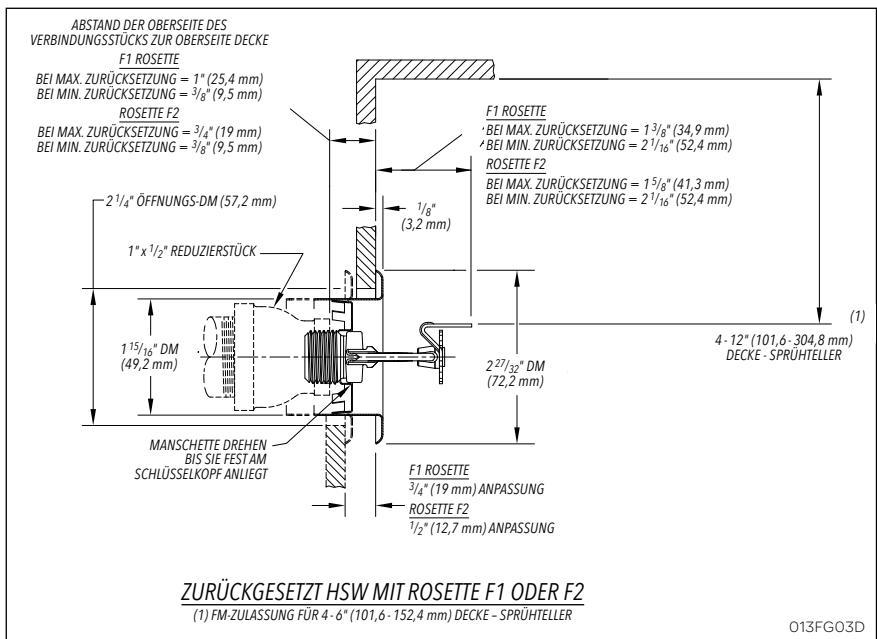 ABSTAND DER OBERSEITE DES
VERBINDUNGSSTÜCKS ZUR OBERSEITE DECKE
F1 ROSETTE
BEI MAX. ZURÜCKSETZUNG = 1" (25,4 mm)
BEI MIN. ZURÜCKSETZUNG = 3/8" (9,5 mm)
ROSETTE F2
BEI MAX. ZURÜCKSETZUNG = 3/4" (19 mm)
BEI MIN. ZURÜCKSETZUNG = 3/8" (9,5 mm)
F1 ROSETTE
BEI MAX. ZURÜCKSETZUNG = 1 3/8" (34,9 mm)
BEI MIN. ZURÜCKSETZUNG = 2 1/16" (52,4 mm)
ROSETTE F2
BEI MAX. ZURÜCKSETZUNG = 1 5/8" (41,3 mm)
BEI MIN. ZURÜCKSETZUNG = 2 1/16" (52,4 mm)
2 1/4" ÖFFNUNGS-DM (57,2 mm)
1/8"
(3,2 mm)
1" x 1/2" REDUZIERSTÜCK
(1)
4 - 12" (101,6 - 304,8 mm)
DECKE - SPRÜHTELLER
1 15/16" DM
(49,2 mm)
2 27/32" DM
(72,2 mm)
MANSCHETTE DREHEN
BIS SIE FEST AM
SCHLÜSSELKOPF ANLIEGT
F1 ROSETTE
3/4" (19 mm) ANPASSUNG
ROSETTE F2
1/2" (12,7 mm) ANPASSUNG
ZURÜCKGESETZT HSW MIT ROSETTE F1 ODER F2
(1) FM-ZULASSUNG FÜR 4 - 6" (101,6 - 152,4 mm) DECKE – SPRÜHTELLER
013FG03D